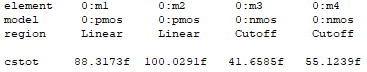 element 0:m1 0:m2 0:m3 0:m4
model 0:pmos 0:pmos 0:nmos 0:nmos
region Linear Linear Cutoff Cutoff
cstot 88.3173f 100.0291f 41.6585f 55.1239f